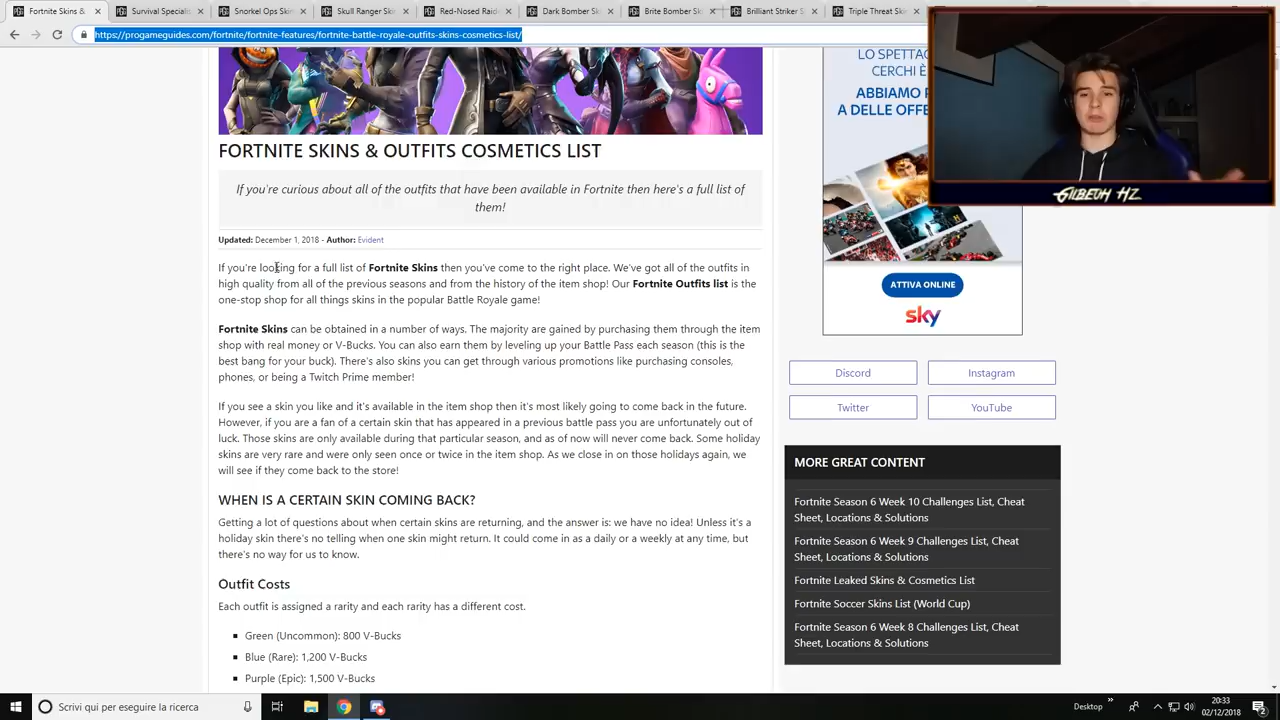 Fortnite Skins &
Survival Specialis
Snorkel Ops Skin
Skull Ranger Skin
Red-Nosed Raide
Dark Bomber Skin
Brite Bomber Skin
Brilliant Striker S
Triple Threat Skin
https://progameguides.com/fortnite/fortnite-features/fortnite-battle-royale-outfits-skins-cosmetics-list/
FORTNITE SKINS & OUTFITS COSMETICS LIST
If you're curious about all of the outfits that have been available in Fortnite then here's a full list of
them!
Updated: December 1, 2018 - Author: Evident
If you're looking for a full list of Fortnite Skins then you've come to the right place. We've got all of the outfits in
high quality from all of the previous seasons and from the history of the item shop! Our Fortnite Outfits list is the
one-stop shop for all things skins in the popular Battle Royale game!
Fortnite Skins can be obtained in a number of ways. The majority are gained by purchasing them through the item
shop with real money or V-Bucks. You can also earn them by leveling up your Battle Pass each season (this is the
best bang for your buck). There's also skins you can get through various promotions like purchasing consoles,
phones, or being a Twitch Prime member!
If you see a skin you like and it's available in the item shop then it's most likely going to come back in the future.
However, if you are a fan of a certain skin that has appeared in a previous battle pass you are unfortunately out of
luck. Those skins are only available during that particular season, and as of now will never come back. Some holiday
skins are very rare and were only seen once or twice in the item shop. As we close in on those holidays again, we
will see if they come back to the store!
WHEN IS A CERTAIN SKIN COMING BACK?
Getting a lot of questions about when certain skins are returning, and the answer is: we have no idea! Unless it's a
holiday skin there's no telling when one skin might return. It could come in as a daily or a weekly at any time, but
there's no way for us to know.
Outfit Costs
Each outfit is assigned a rarity and each rarity has a different cost.
Green (Uncommon): 800 V-Bucks
Blue (Rare): 1,200 V-Bucks
Purple (Epic): 1,500 V-Bucks
LO SPETTAC
CERCHI È
ABBIAMO P
A DELLE OFFE
ATTIVA ONLINE
sky
GILBEOH HZ
Discord
Instagram
Twitter
YouTube
MORE GREAT CONTENT
Fortnite Season 6 Week 10 Challenges List, Cheat
Sheet, Locations & Solutions
Fortnite Season 6 Week 9 Challenges List, Cheat
Sheet, Locations & Solutions
Fortnite Leaked Skins & Cosmetics List
Fortnite Soccer Skins List (World Cup)
Fortnite Season 6 Week 8 Challenges List, Cheat
Sheet, Locations & Solutions
Scrivi qui per eseguire la ricerca
Desktop
20:33
02/12/2018
2